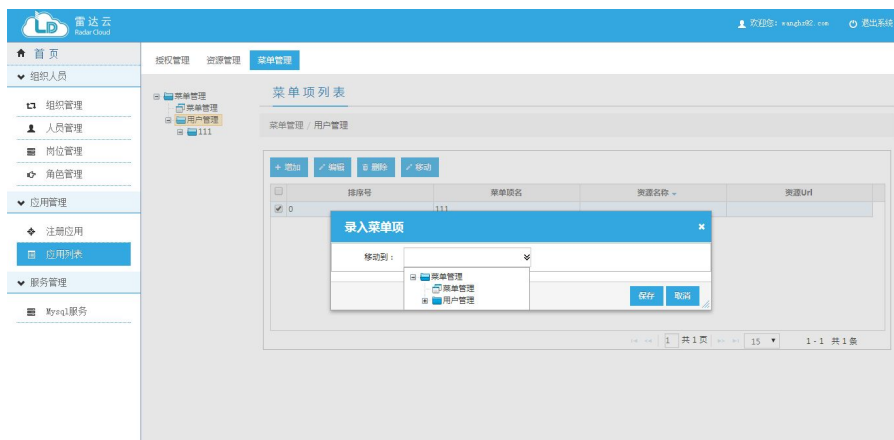 雷达云
Radar Cloud
欢迎您: 退出系统
首页
组织人员
组织管理
人员管理
岗位管理
角色管理
应用管理
注册应用
应用列表
服务管理
Mysql服务
授权管理 资源管理 菜单管理
菜单管理
菜单管理
用户管理
111
菜单项列表
菜单管理 / 用户管理
+ 增加 编辑 删除 移动
排序号 菜单项名 资源名称 资源Url
0 111
录入菜单项 ×
移动到：
菜单管理
菜单管理
用户管理
保存 取消
1 共1页 15 1 - 1 共1条